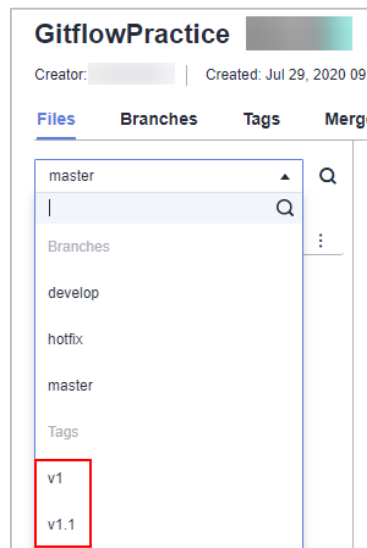 GitflowPractice
Creator: Created: Jul 29, 2020 09
Files Branches Tags Merg
master
Branches
develop
hotfix
master
Tags
v1
v1.1